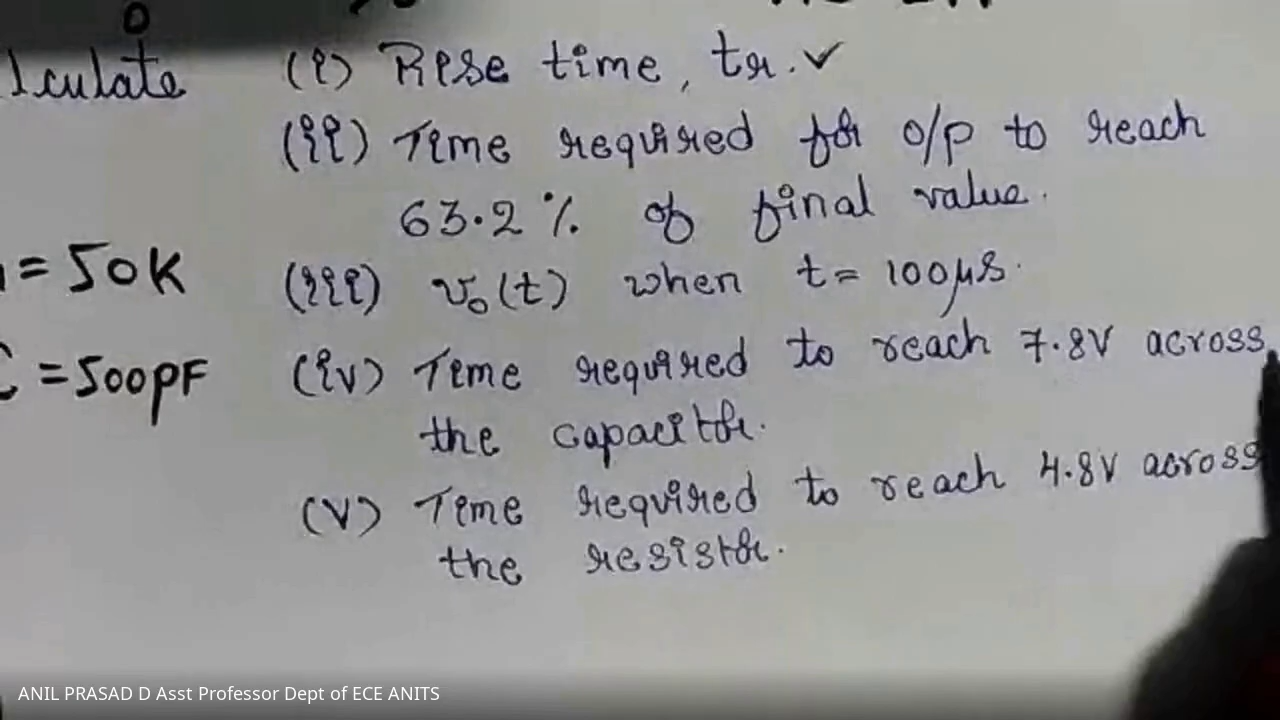 lculate (i) Rise time, tr. ✓
(ii) Time required for o/p to reach
63.2 % of final value.
= 50K
(iii) v₀(t) when t = 100μs.
C = 500pF
(iv) Time required to reach 7.8V across
the capacitor.
(v) Time required to reach 4.8V across
the resistor.
ANIL PRASAD D Asst Professor Dept of ECE ANITS